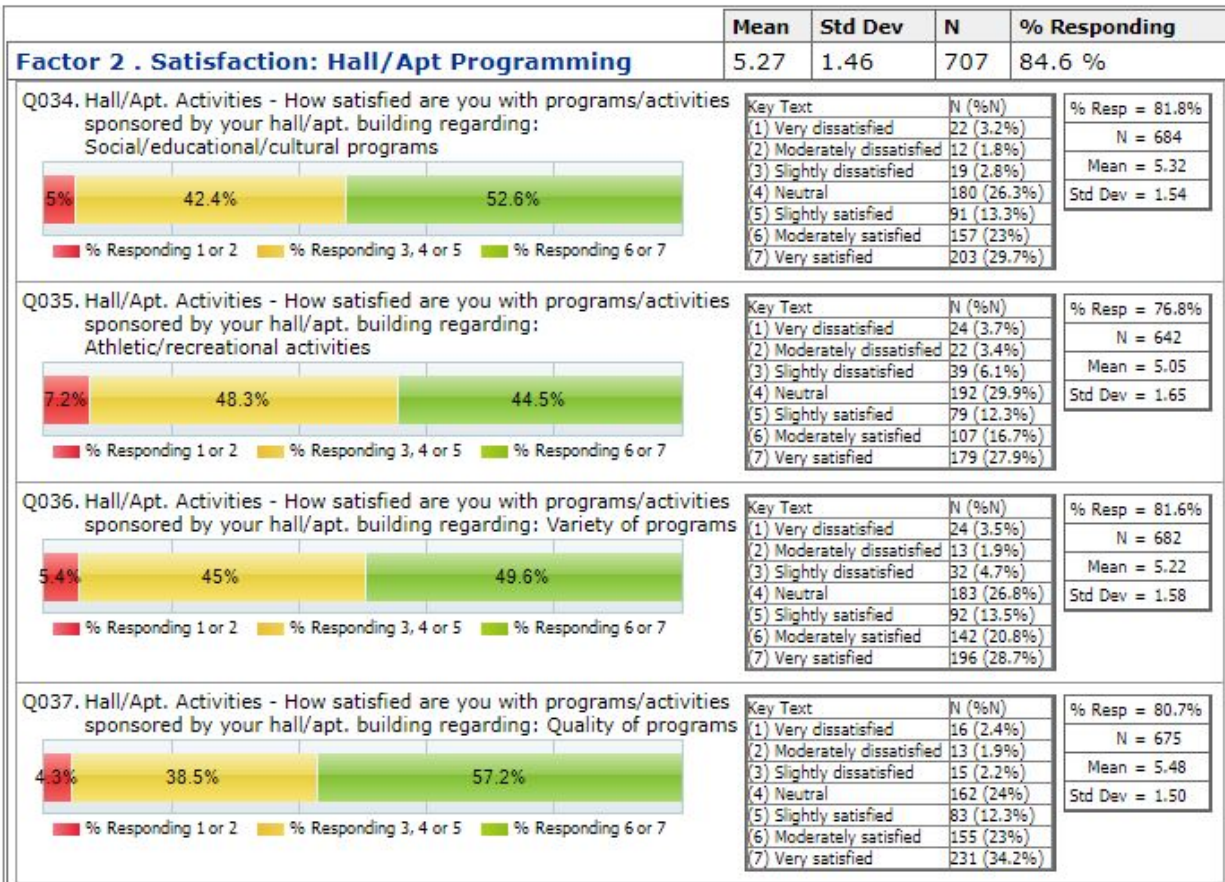 Mean Std Dev N % Responding
Factor 2 . Satisfaction: Hall/Apt Programming 5.27 1.46 707 84.6 %
Q034. Hall/Apt. Activities - How satisfied are you with programs/activities
sponsored by your hall/apt. building regarding:
Social/educational/cultural programs
5% 42.4% 52.6%
% Responding 1 or 2 % Responding 3, 4 or 5 % Responding 6 or 7
Key Text N (%N)
(1) Very dissatisfied 22 (3.2%)
(2) Moderately dissatisfied 12 (1.8%)
(3) Slightly dissatisfied 19 (2.8%)
(4) Neutral 180 (26.3%)
(5) Slightly satisfied 91 (13.3%)
(6) Moderately satisfied 157 (23%)
(7) Very satisfied 203 (29.7%)
% Resp = 81.8%
N = 684
Mean = 5.32
Std Dev = 1.54
Q035. Hall/Apt. Activities - How satisfied are you with programs/activities
sponsored by your hall/apt. building regarding:
Athletic/recreational activities
7.2% 48.3% 44.5%
% Responding 1 or 2 % Responding 3, 4 or 5 % Responding 6 or 7
Key Text N (%N)
(1) Very dissatisfied 24 (3.7%)
(2) Moderately dissatisfied 22 (3.4%)
(3) Slightly dissatisfied 39 (6.1%)
(4) Neutral 192 (29.9%)
(5) Slightly satisfied 79 (12.3%)
(6) Moderately satisfied 107 (16.7%)
(7) Very satisfied 179 (27.9%)
% Resp = 76.8%
N = 642
Mean = 5.05
Std Dev = 1.65
Q036. Hall/Apt. Activities - How satisfied are you with programs/activities
sponsored by your hall/apt. building regarding: Variety of programs
5.4% 45% 49.6%
% Responding 1 or 2 % Responding 3, 4 or 5 % Responding 6 or 7
Key Text N (%N)
(1) Very dissatisfied 24 (3.5%)
(2) Moderately dissatisfied 13 (1.9%)
(3) Slightly dissatisfied 32 (4.7%)
(4) Neutral 183 (26.8%)
(5) Slightly satisfied 92 (13.5%)
(6) Moderately satisfied 142 (20.8%)
(7) Very satisfied 196 (28.7%)
% Resp = 81.6%
N = 682
Mean = 5.22
Std Dev = 1.58
Q037. Hall/Apt. Activities - How satisfied are you with programs/activities
sponsored by your hall/apt. building regarding: Quality of programs
4.3% 38.5% 57.2%
% Responding 1 or 2 % Responding 3, 4 or 5 % Responding 6 or 7
Key Text N (%N)
(1) Very dissatisfied 16 (2.4%)
(2) Moderately dissatisfied 13 (1.9%)
(3) Slightly dissatisfied 15 (2.2%)
(4) Neutral 162 (24%)
(5) Slightly satisfied 83 (12.3%)
(6) Moderately satisfied 155 (23%)
(7) Very satisfied 231 (34.2%)
% Resp = 80.7%
N = 675
Mean = 5.48
Std Dev = 1.50